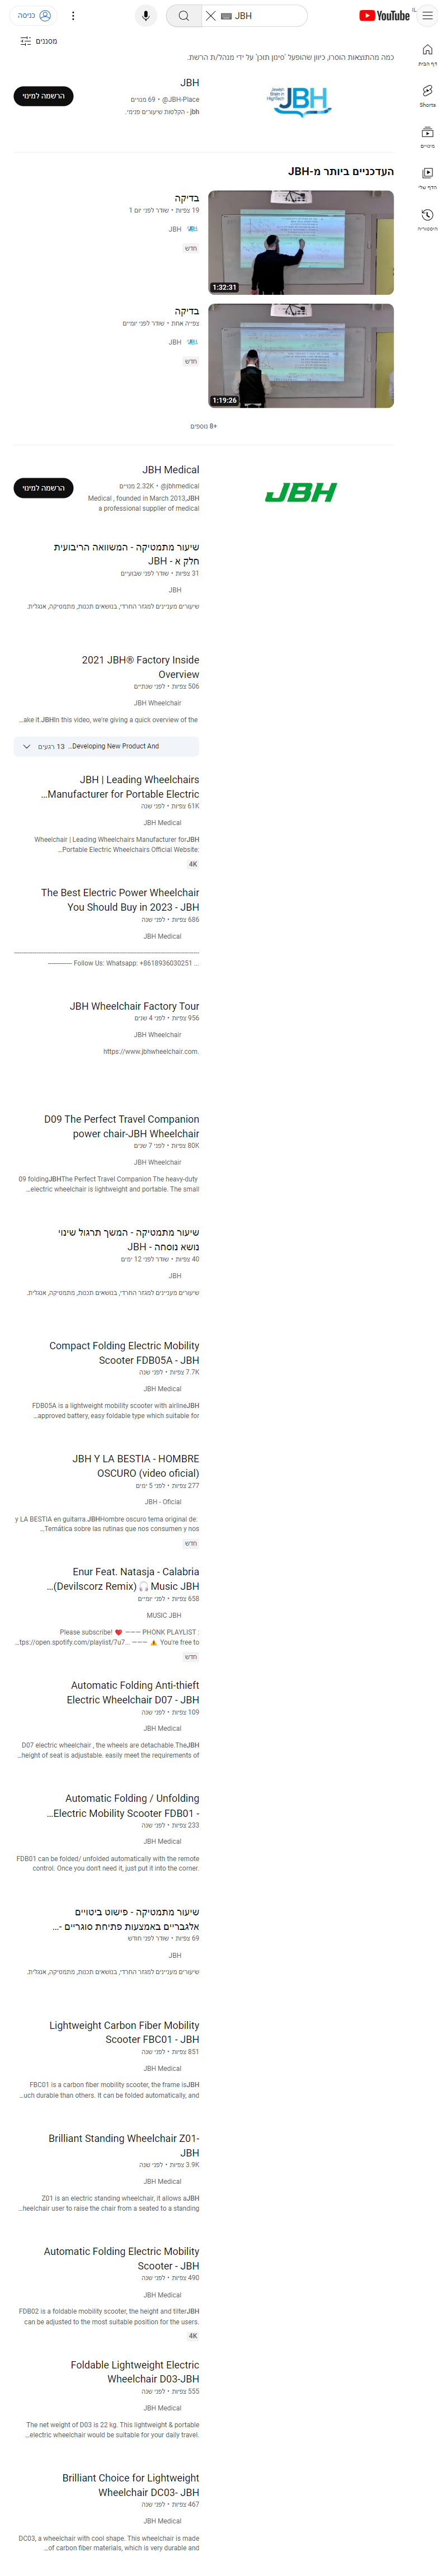 YouTube IL
JBH
כניסה
דף הבית
Shorts
מינויים
הדף שלי
היסטוריה
מסננים
כמה מהתוצאות הוסרו, כיוון שהופעל 'סינון תוכן' על ידי מנהל/ת הרשת.
JBH
@JBH-Place • 69 מנויים
jbh - הקלטות שיעורים פנימי.
הרשמה למינוי
העדכניים ביותר מ-JBH
בדיקה
19 צפיות • שודר לפני יום 1
JBH
חדש
1:32:31
בדיקה
צפייה אחת • שודר לפני יומיים
JBH
חדש
1:19:26
+8 נוספים
JBH Medical
@jbhmedical • 2.32K מנויים
Medical , founded in March 2013,JBH
a professional supplier of medical
הרשמה למינוי
JBH
שיעור מתמטיקה - המשוואה הריבועית
חלק א - JBH
31 צפיות • שודר לפני שבועיים
JBH
שיעורים מעניינים למגזר החרדי, בנושאים תכנות, מתמטיקה, אנגלית.
2021 JBH® Factory Inside
Overview
506 צפיות • לפני שנתיים
JBH Wheelchair
...ake it.JBHIn this video, we're giving a quick overview of the
Developing New Product And... 13 רגעים
JBH | Leading Wheelchairs
Manufacturer for Portable Electric...
61K צפיות • לפני שנה
JBH Medical
Wheelchair | Leading Wheelchairs Manufacturer forJBH
Portable Electric Wheelchairs Official Website:...
4K
The Best Electric Power Wheelchair
You Should Buy in 2023 - JBH
686 צפיות • לפני שנה
JBH Medical
Follow Us: Whatsapp: +8618936030251 ...
JBH Wheelchair Factory Tour
956 צפיות • לפני 4 שנים
JBH Wheelchair
https://www.jbhwheelchair.com.
D09 The Perfect Travel Companion
power chair-JBH Wheelchair
80K צפיות • לפני 7 שנים
JBH Wheelchair
09 foldingJBHThe Perfect Travel Companion The heavy-duty
electric wheelchair is lightweight and portable. The small...
שיעור מתמטיקה - המשך תרגול שינוי
נושא נוסחה - JBH
40 צפיות • שודר לפני 12 ימים
JBH
שיעורים מעניינים למגזר החרדי, בנושאים תכנות, מתמטיקה, אנגלית.
Compact Folding Electric Mobility
Scooter FDB05A - JBH
7.7K צפיות • לפני שנה
JBH Medical
FDB05A is a lightweight mobility scooter with airlineJBH
approved battery, easy foldable type which suitable for...
JBH Y LA BESTIA - HOMBRE
OSCURO (video oficial)
277 צפיות • לפני 5 ימים
JBH - Oficial
y LA BESTIA en guitarra.JBHHombre oscuro tema original de:
Temática sobre las rutinas que nos consumen y nos...
חדש
Enur Feat. Natasja - Calabria
(Devilscorz Remix) 🎧 Music JBH...
658 צפיות • לפני יומיים
MUSIC JBH
Please subscribe! ❤️ ~~~ PHONK PLAYLIST :
...tps://open.spotify.com/playlist/7u7... ~~~ ⚠️ You're free to
חדש
Automatic Folding Anti-theft
Electric Wheelchair D07 - JBH
109 צפיות • לפני שנה
JBH Medical
D07 electric wheelchair , the wheels are detachable.TheJBH
height of seat is adjustable. easily meet the requirements of...
Automatic Folding / Unfolding
Electric Mobility Scooter FDB01 -...
233 צפיות • לפני שנה
JBH Medical
FDB01 can be folded/ unfolded automatically with the remote
control. Once you don't need it, just put it into the corner.
שיעור מתמטיקה - פישוט ביטויים
אלגבריים באמצעות פתיחת סוגריים -...
69 צפיות • שודר לפני חודש
JBH
שיעורים מעניינים למגזר החרדי, בנושאים תכנות, מתמטיקה, אנגלית.
Lightweight Carbon Fiber Mobility
Scooter FBC01 - JBH
851 צפיות • לפני שנה
JBH Medical
FBC01 is a carbon fiber mobility scooter, the frame isJBH
...uch durable than others. It can be folded automatically, and
Brilliant Standing Wheelchair Z01-
JBH
3.9K צפיות • לפני שנה
JBH Medical
Z01 is an electric standing wheelchair, it allows aJBH
...heelchair user to raise the chair from a seated to a standing
Automatic Folding Electric Mobility
Scooter - JBH
490 צפיות • לפני שנה
JBH Medical
FDB02 is a foldable mobility scooter, the height and tilterJBH
can be adjusted to the most suitable position for the users.
4K
Foldable Lightweight Electric
Wheelchair D03-JBH
555 צפיות • לפני שנה
JBH Medical
The net weight of D03 is 22 kg. This lightweight & portable
electric wheelchair would be suitable for your daily travel...
Brilliant Choice for Lightweight
Wheelchair DC03- JBH
467 צפיות • לפני שנה
JBH Medical
DC03, a wheelchair with cool shape. This wheelchair is made
of carbon fiber materials, which is very durable and...